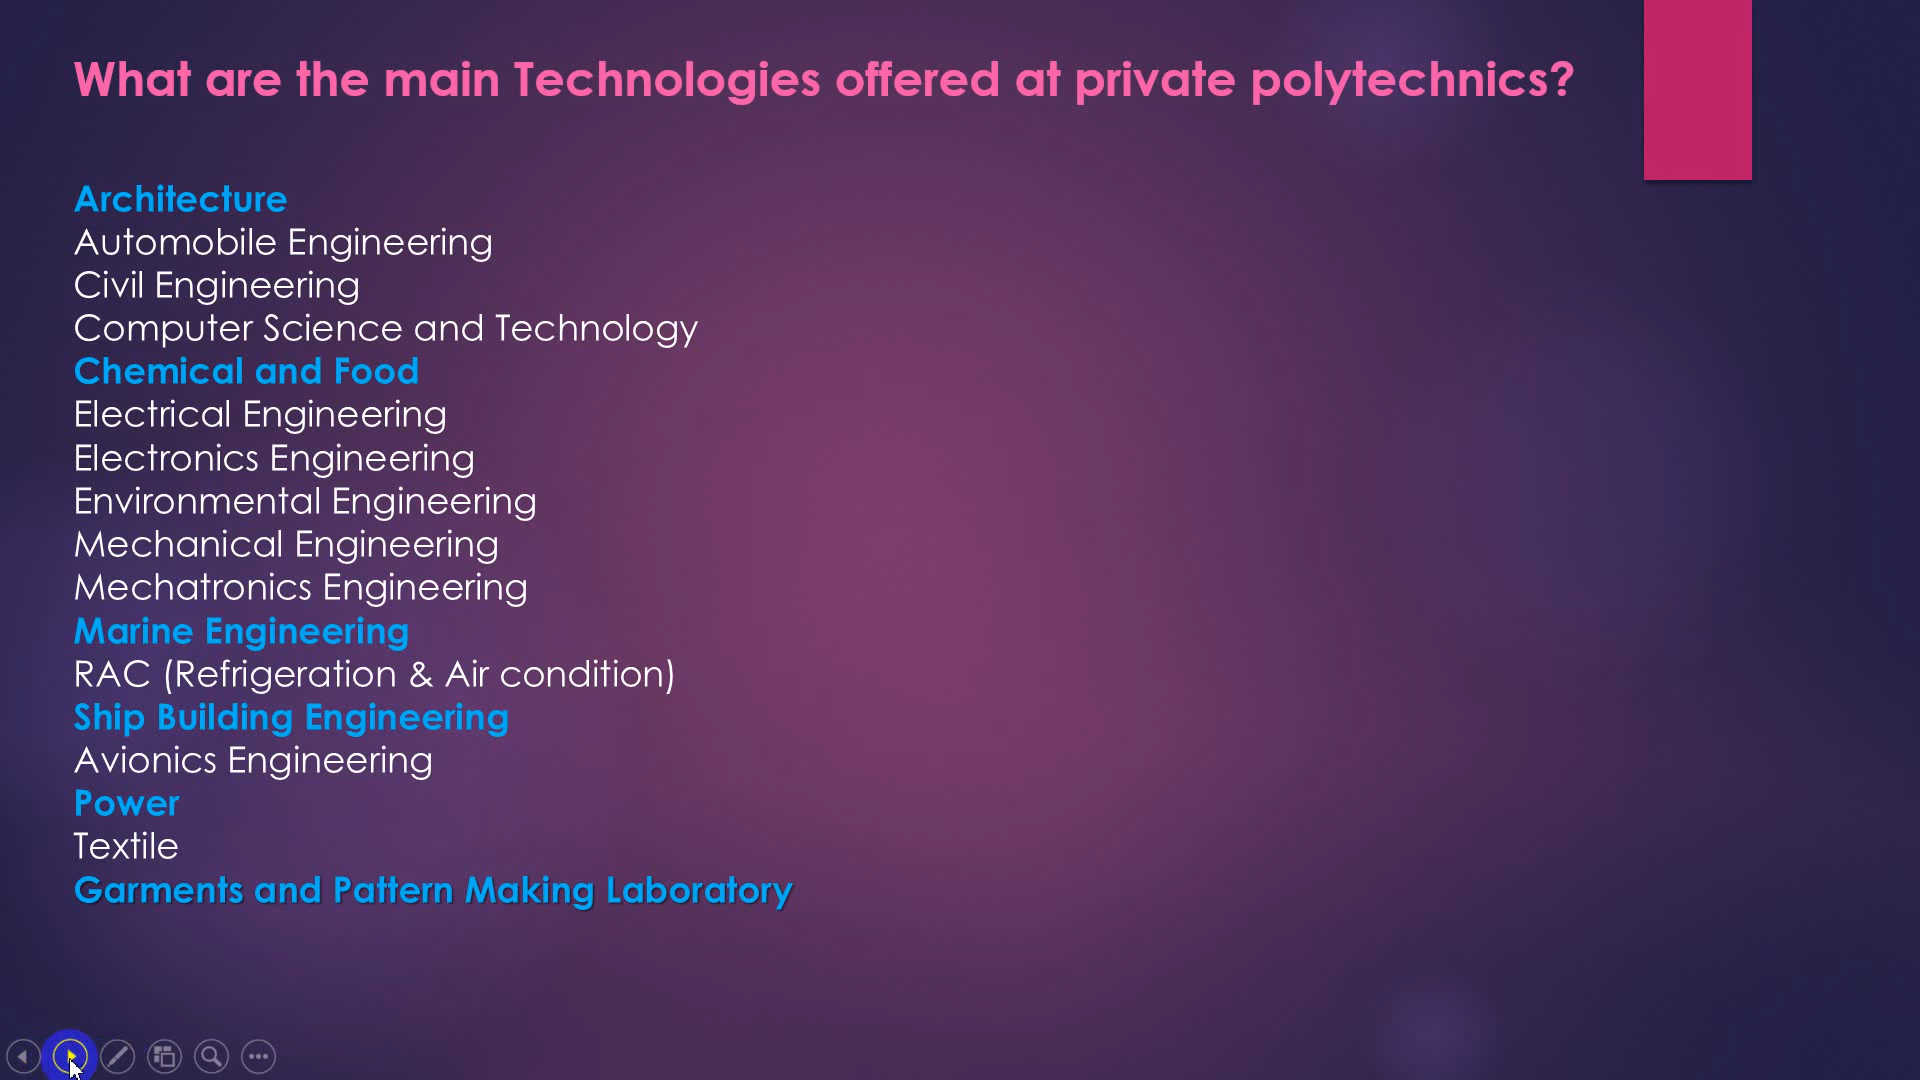 What are the main Technologies offered at private polytechnics?
Architecture
Automobile Engineering
Civil Engineering
Computer Science and Technology
Chemical and Food
Electrical Engineering
Electronics Engineering
Environmental Engineering
Mechanical Engineering
Mechatronics Engineering
Marine Engineering
RAC (Refrigeration & Air condition)
Ship Building Engineering
Avionics Engineering
Power
Textile
Garments and Pattern Making Laboratory